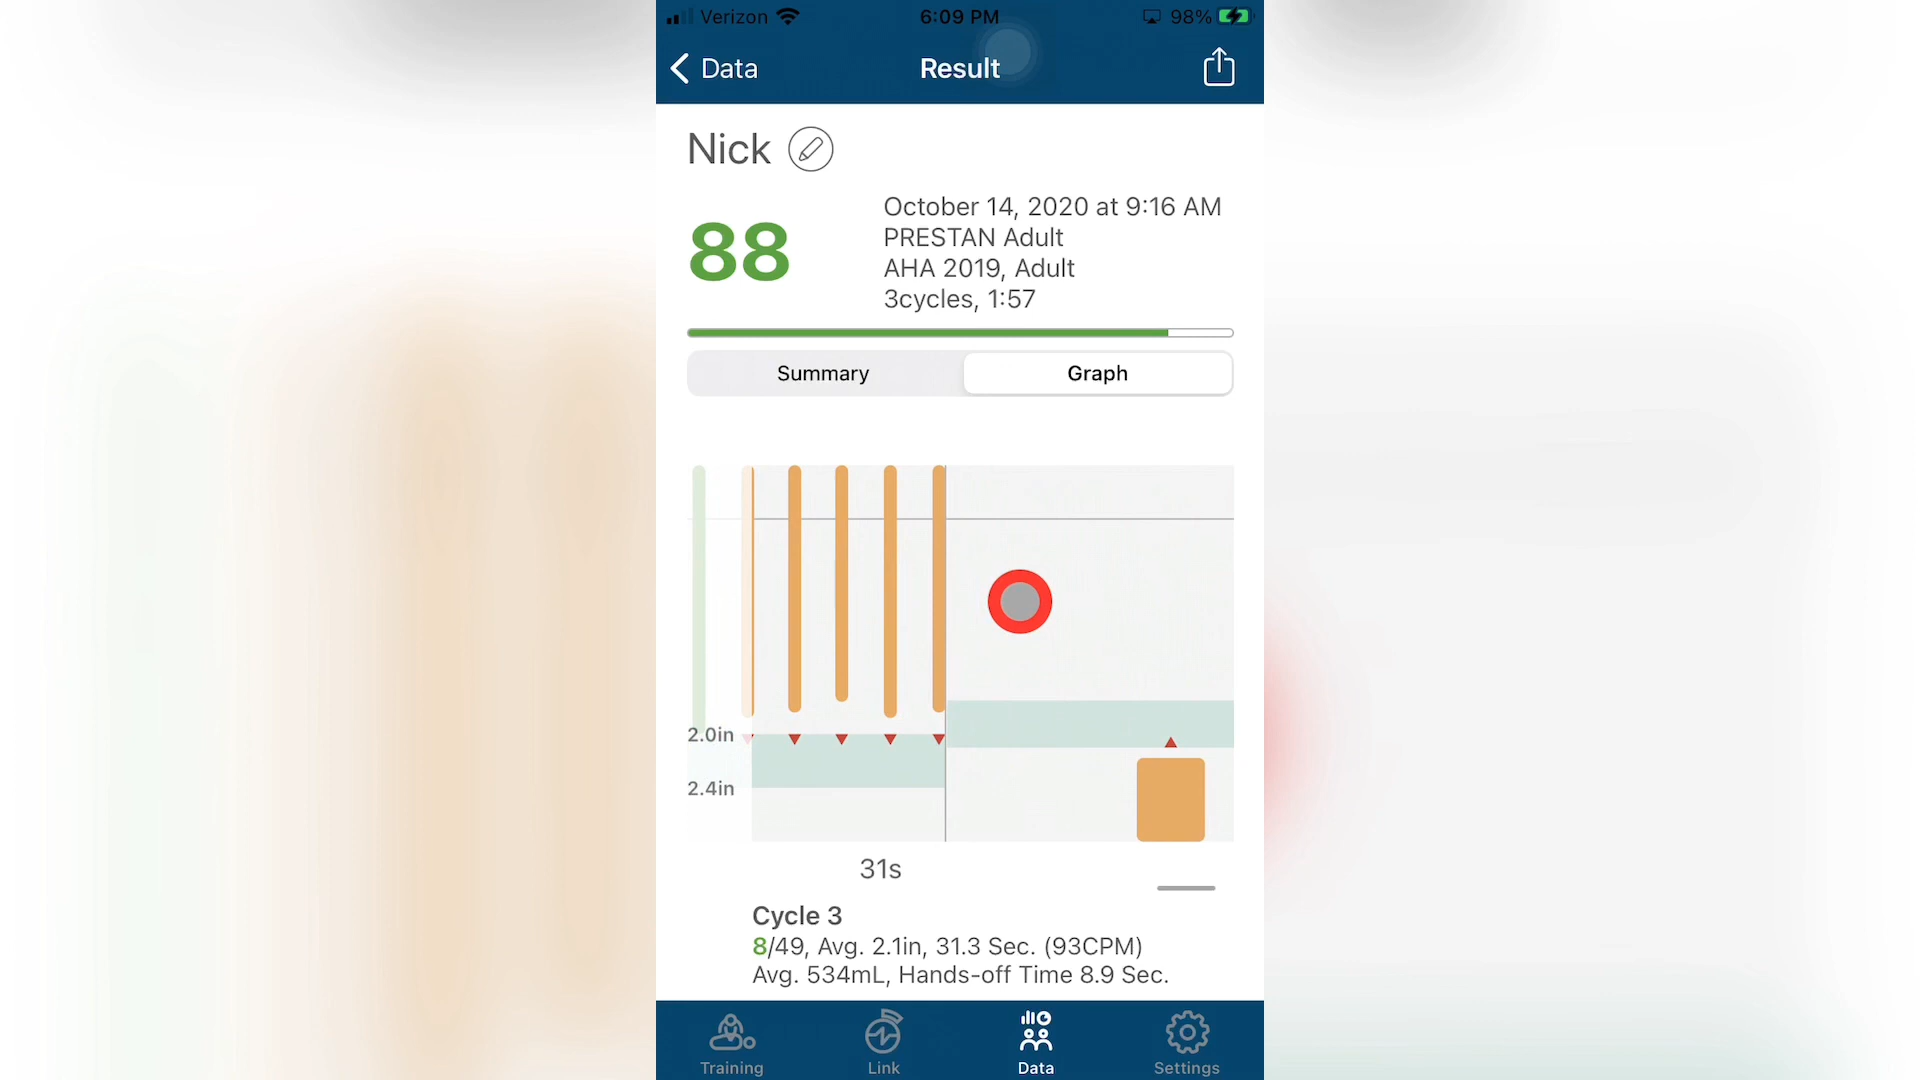 Verizon 6:09 PM 98%
Data Result
Nick
88
October 14, 2020 at 9:16 AM
PRESTAN Adult
AHA 2019, Adult
3cycles, 1:57
Summary Graph
2.0in
2.4in
31s
Cycle 3
8/49, Avg. 2.1in, 31.3 Sec. (93CPM)
Avg. 534mL, Hands-off Time 8.9 Sec.
Training Link Data Settings